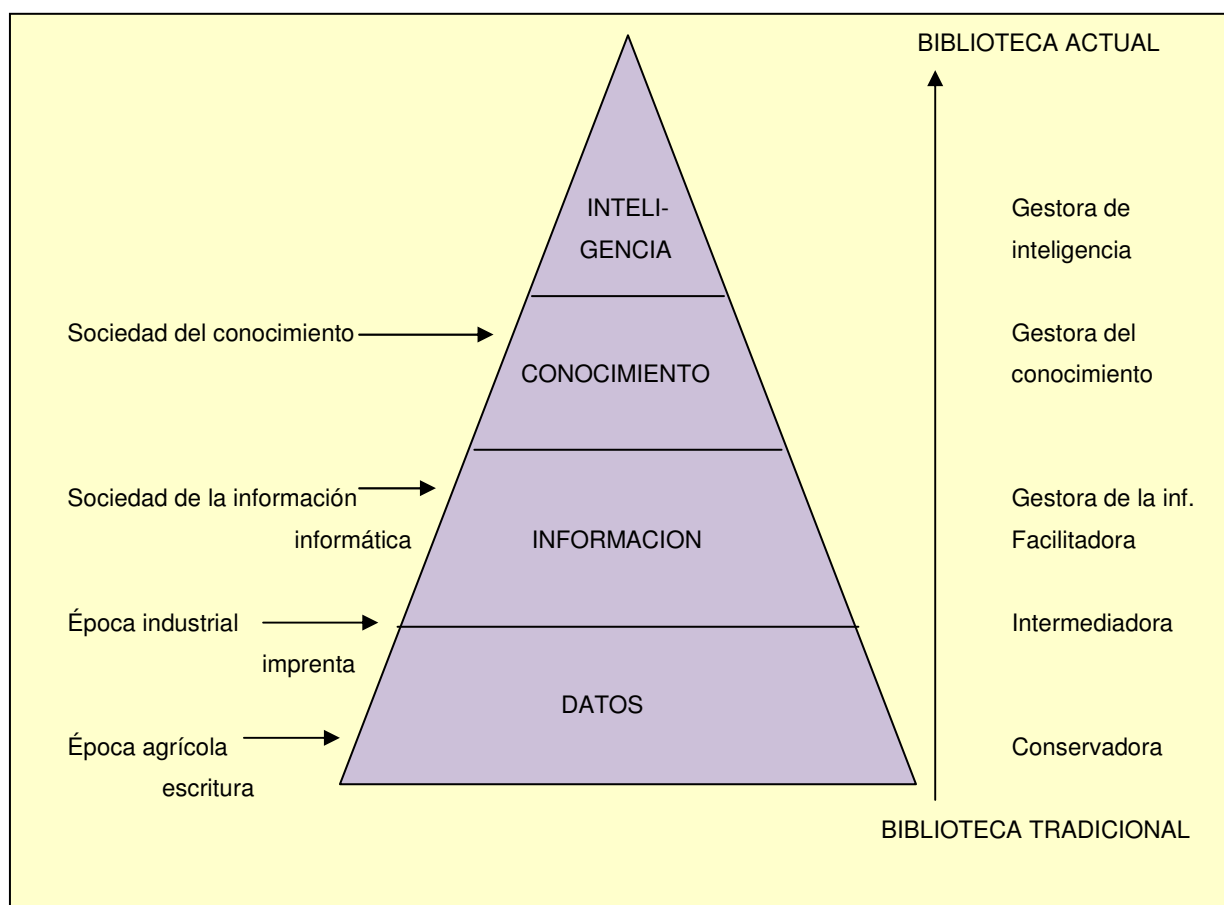 BIBLIOTECA ACTUAL
INTELI-
GENCIA
Gestora de
inteligencia
Sociedad del conocimiento
CONOCIMIENTO
Gestora del
conocimiento
Sociedad de la información
informática
INFORMACION
Gestora de la inf.
Facilitadora
Época industrial
imprenta
Intermediadora
DATOS
Época agrícola
escritura
Conservadora
BIBLIOTECA TRADICIONAL